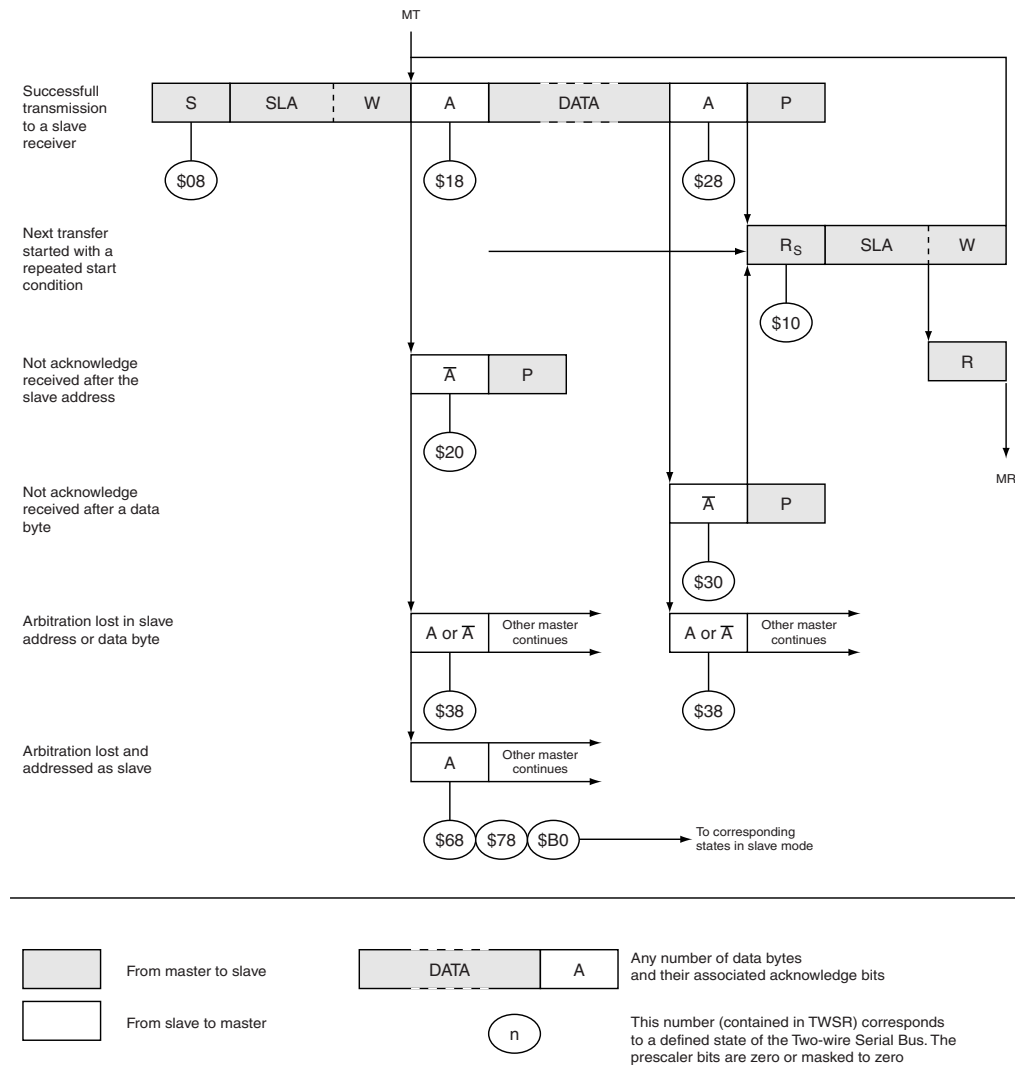 MT
Successfull
transmission
to a slave
receiver
S SLA W A DATA A P
$08 $18 $28
Next transfer
started with a
repeated start
condition
RS SLA W
$10
Not acknowledge
received after the
slave address
A̅ P
R
$20
MR
Not acknowledge
received after a data
byte
A̅ P
$30
Arbitration lost in slave
address or data byte
A or A̅ Other master
continues
A or A̅ Other master
continues
$38 $38
Arbitration lost and
addressed as slave
A Other master
continues
$68 $78 $B0 To corresponding
states in slave mode
From master to slave
DATA A
Any number of data bytes
and their associated acknowledge bits
From slave to master
n
This number (contained in TWSR) corresponds
to a defined state of the Two-wire Serial Bus. The
prescaler bits are zero or masked to zero